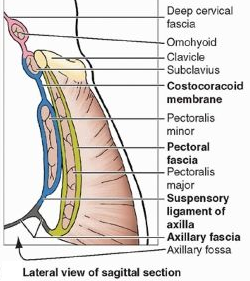 Deep cervical
fascia
Omohyoid
Clavicle
Subclavius
Costocoracoid
membrane
Pectoralis
minor
Pectoral
fascia
Pectoralis
major
Suspensory
ligament of
axilla
Axillary fascia
Axillary fossa
Lateral view of sagittal section